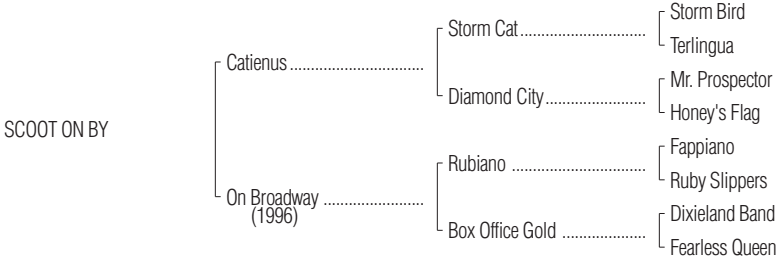 Storm Bird
Storm Cat..............................
Terlingua
Catienus ................................
Mr. Prospector
Diamond City........................
Honey's Flag
SCOOT ON BY
Fappiano
Rubiano ................................
Ruby Slippers
On Broadway ........................
(1996)
Dixieland Band
Box Office Gold ....................
Fearless Queen